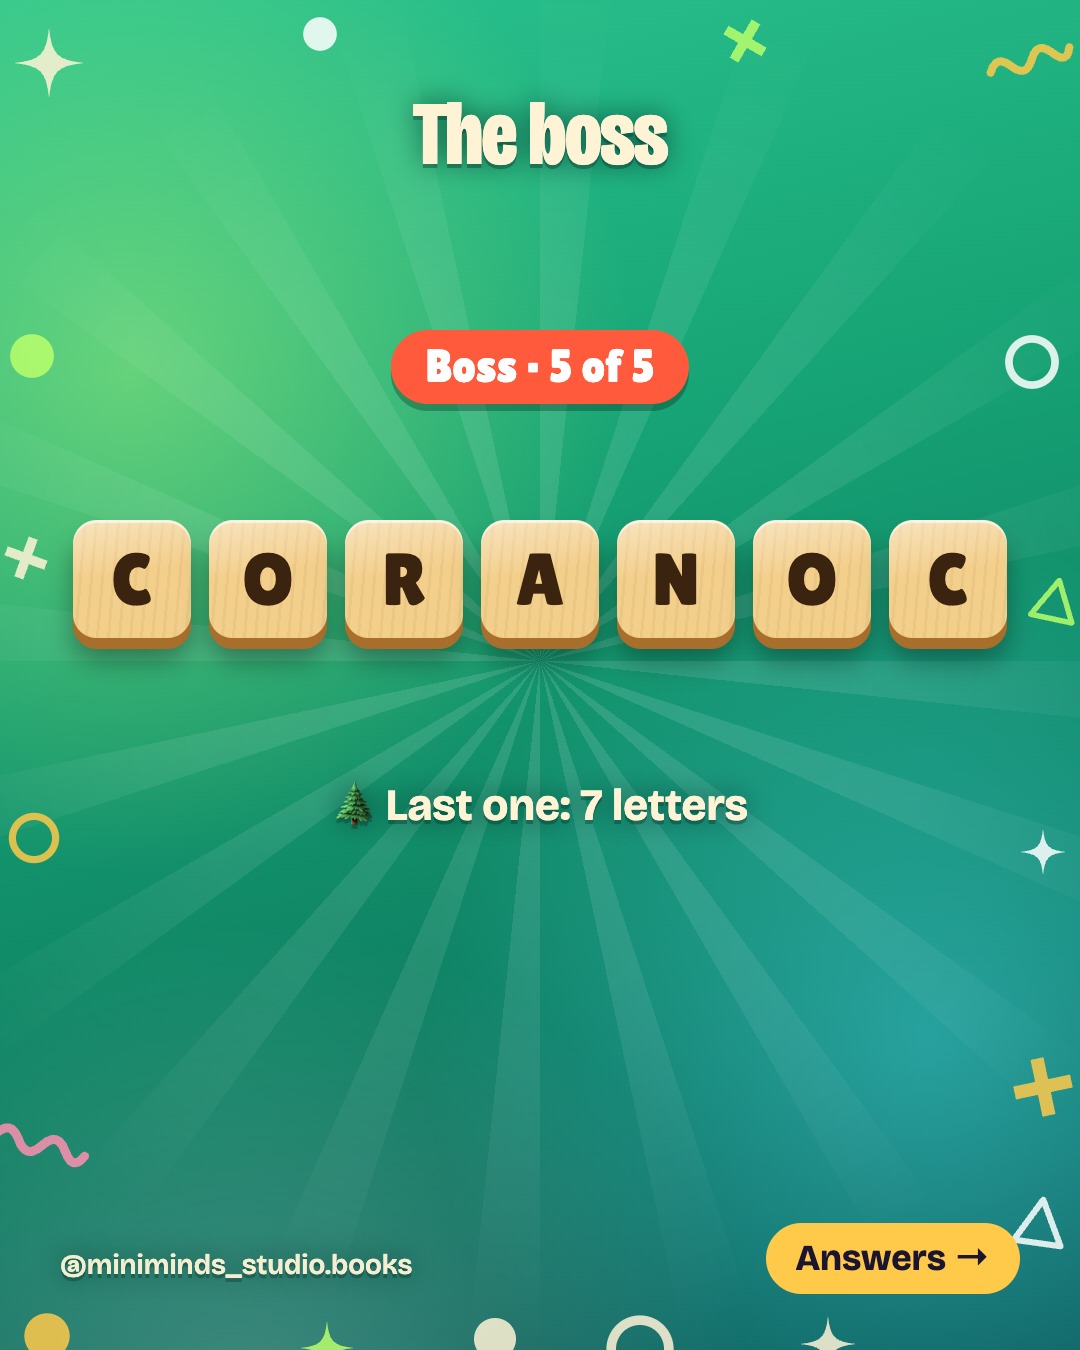 The boss
Boss · 5 of 5
C O R A N O C
🌲 Last one: 7 letters
@miniminds_studio.books
Answers →